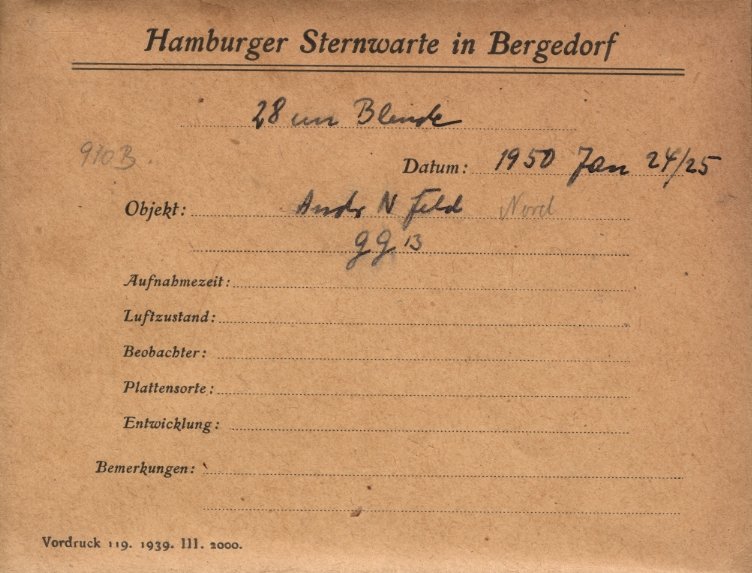 Hamburger Sternwarte in Bergedorf
28 cm Blende
910B.
Datum: 1950 Jan 24/25
Objekt: Andr N Feld Nord
gg 13
Aufnahmezeit:
Luftzustand:
Beobachter:
Plattensorte:
Entwicklung:
Bemerkungen:
Vordruck 119. 1939. III. 2000.